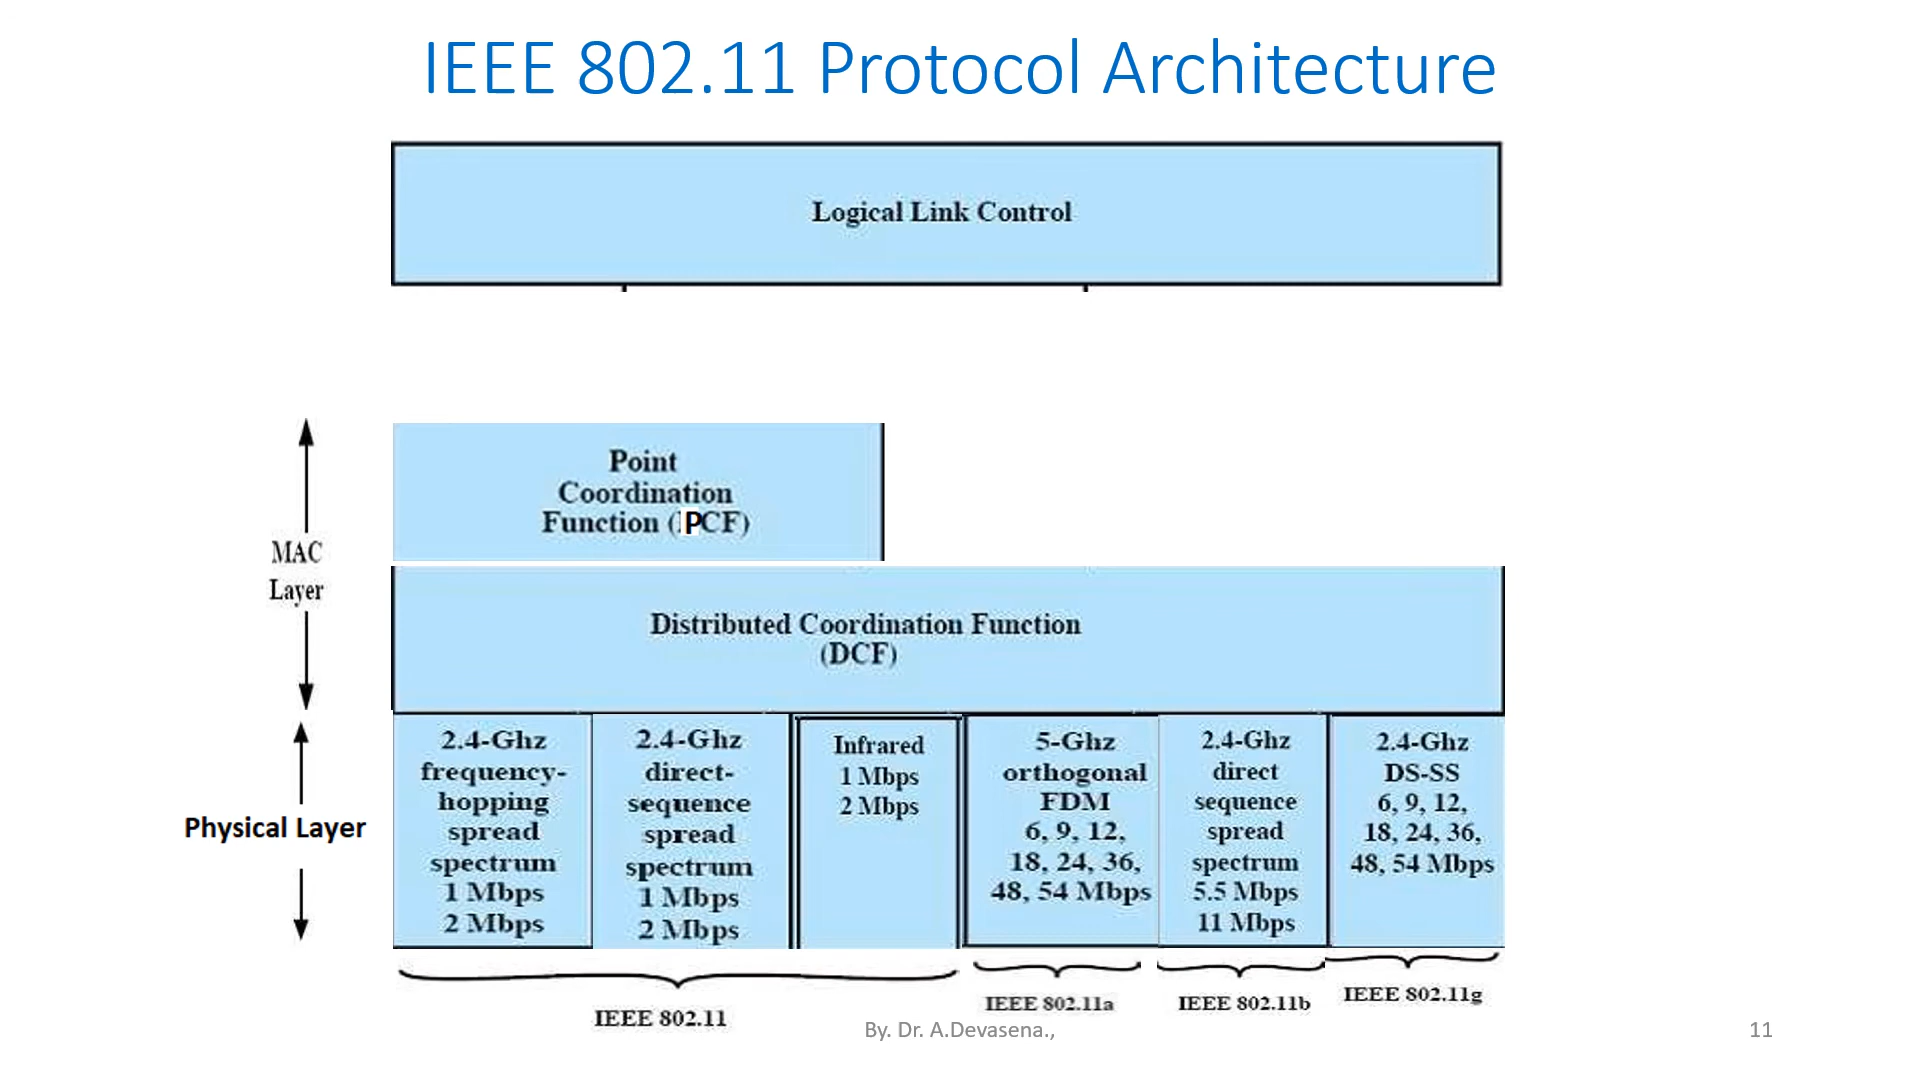 IEEE 802.11 Protocol Architecture
Logical Link Control
Point
Coordination
Function (PCF)
MAC
Layer
Distributed Coordination Function
(DCF)
Physical Layer
2.4-Ghz
frequency-
hopping
spread
spectrum
1 Mbps
2 Mbps
2.4-Ghz
direct-
sequence
spread
spectrum
1 Mbps
2 Mbps
Infrared
1 Mbps
2 Mbps
5-Ghz
orthogonal
FDM
6, 9, 12,
18, 24, 36,
48, 54 Mbps
2.4-Ghz
direct
sequence
spread
spectrum
5.5 Mbps
11 Mbps
2.4-Ghz
DS-SS
6, 9, 12,
18, 24, 36,
48, 54 Mbps
IEEE 802.11
IEEE 802.11a
IEEE 802.11b
IEEE 802.11g
By. Dr. A.Devasena.,
11